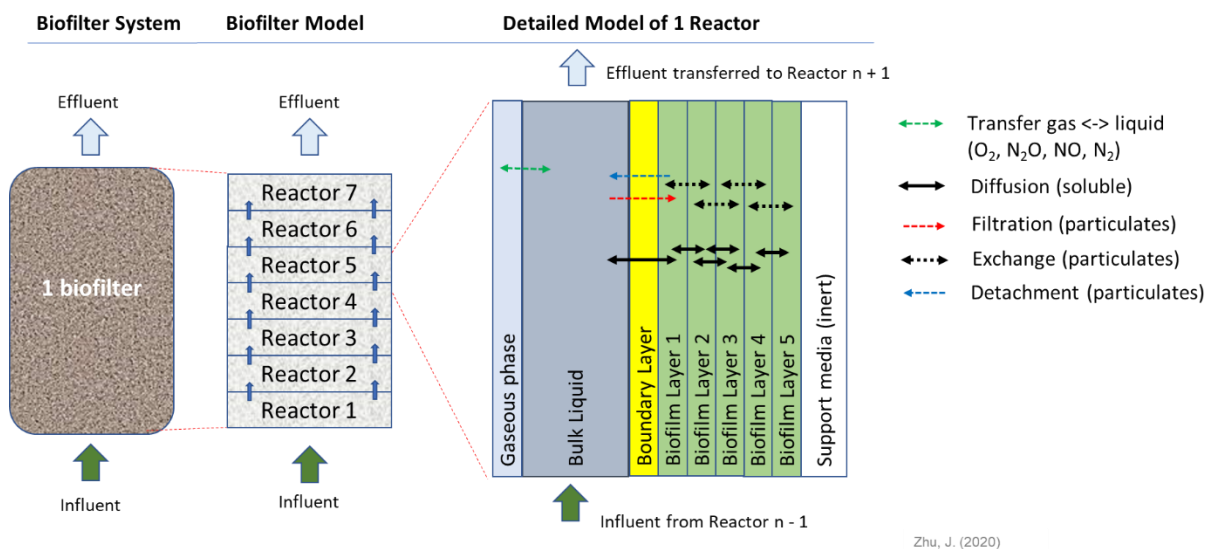 Biofilter System
Biofilter Model
Detailed Model of 1 Reactor
Effluent
Effluent
Effluent transferred to Reactor n + 1
1 biofilter
Reactor 7
Reactor 6
Reactor 5
Reactor 4
Reactor 3
Reactor 2
Reactor 1
Gaseous phase
Bulk Liquid
Boundary Layer
Biofilm Layer 1
Biofilm Layer 2
Biofilm Layer 3
Biofilm Layer 4
Biofilm Layer 5
Support media (inert)
Transfer gas <-> liquid
(O₂, N₂O, NO, N₂)
Diffusion (soluble)
Filtration (particulates)
Exchange (particulates)
Detachment (particulates)
Influent
Influent
Influent from Reactor n - 1
Zhu, J. (2020)